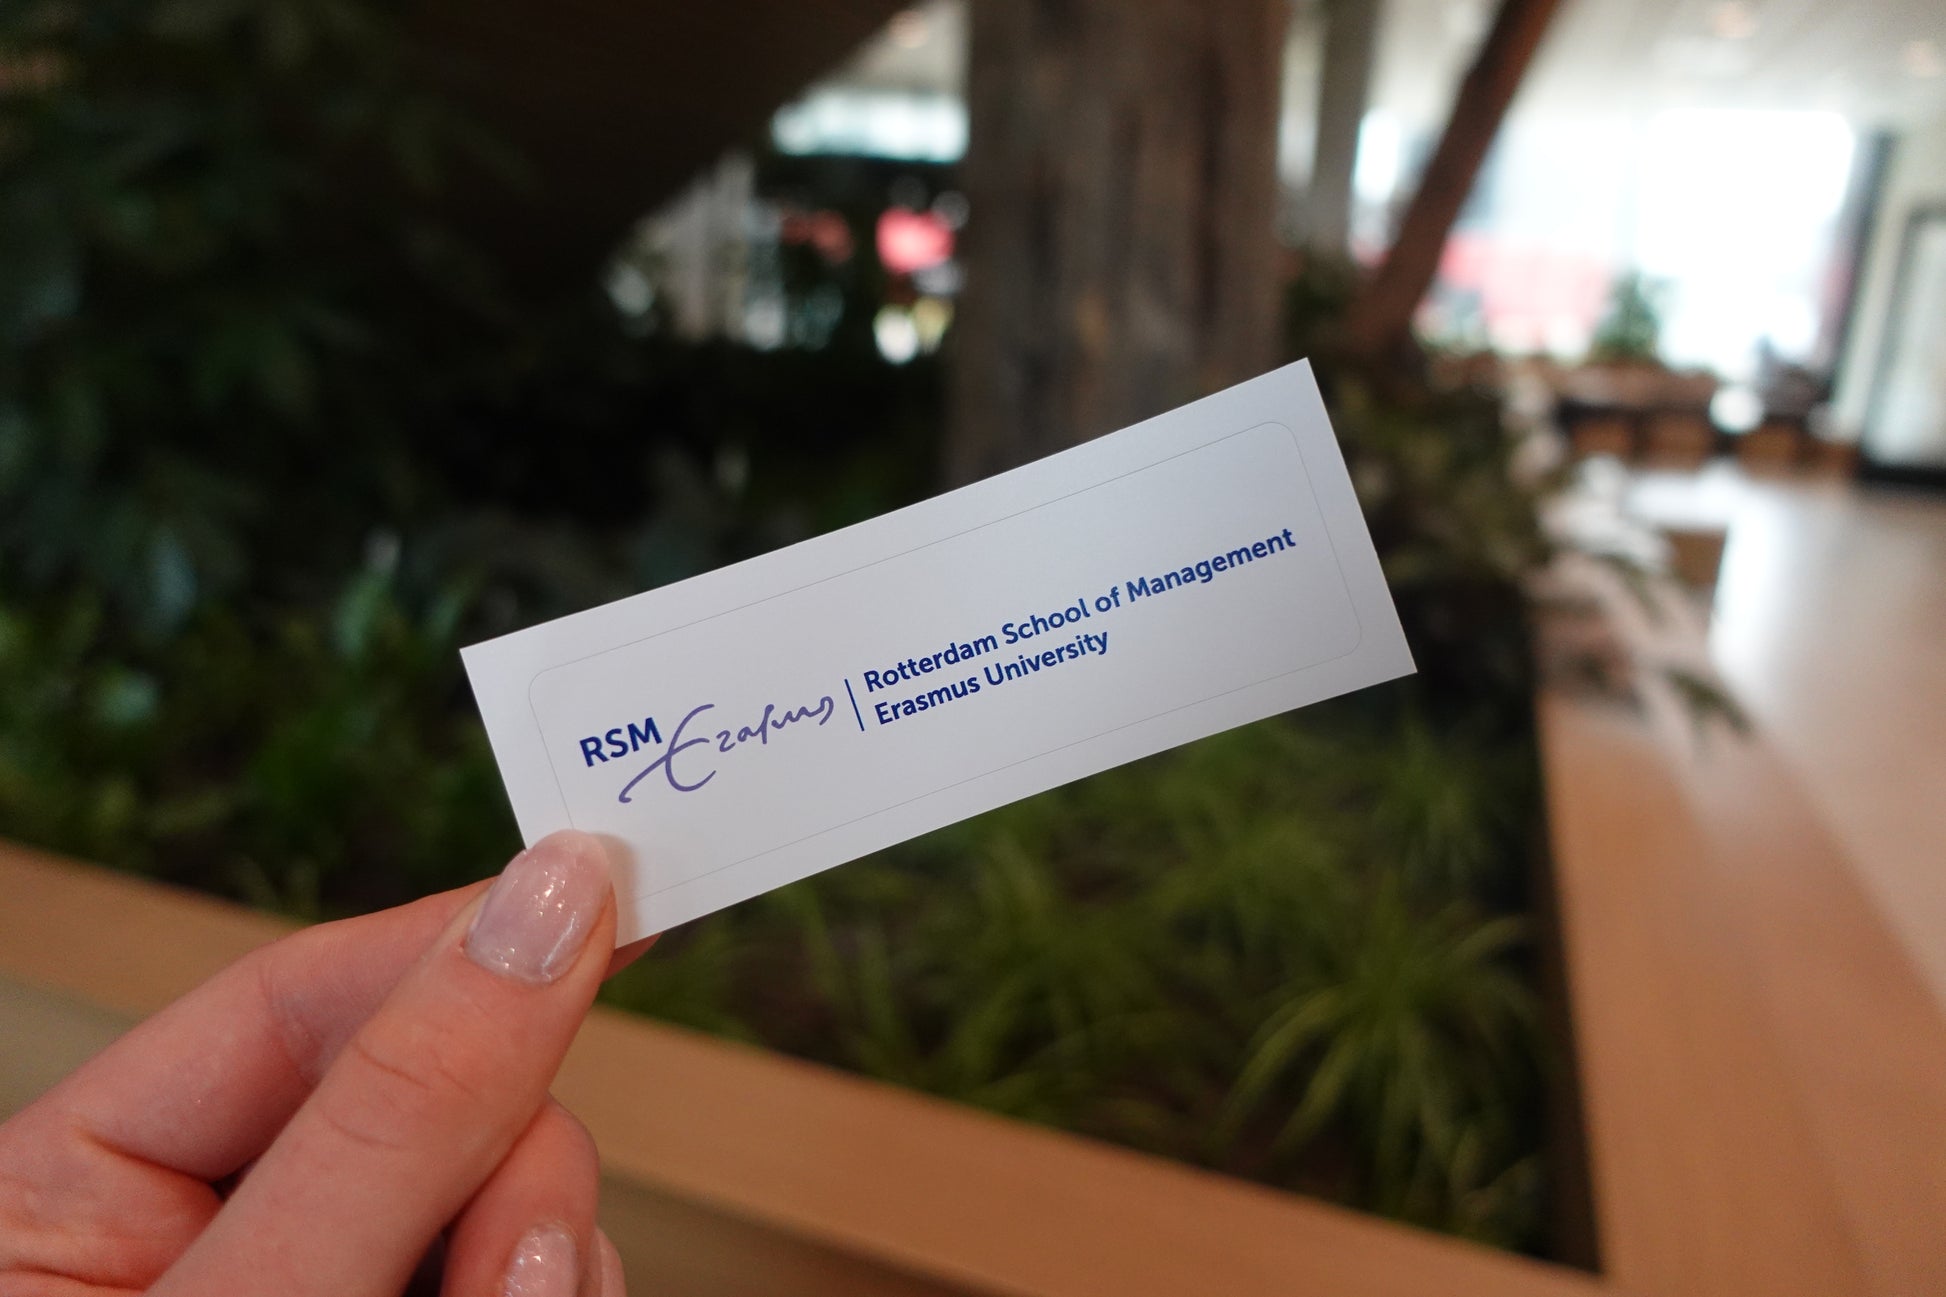 RSM Erasmus
Rotterdam School of Management
Erasmus University